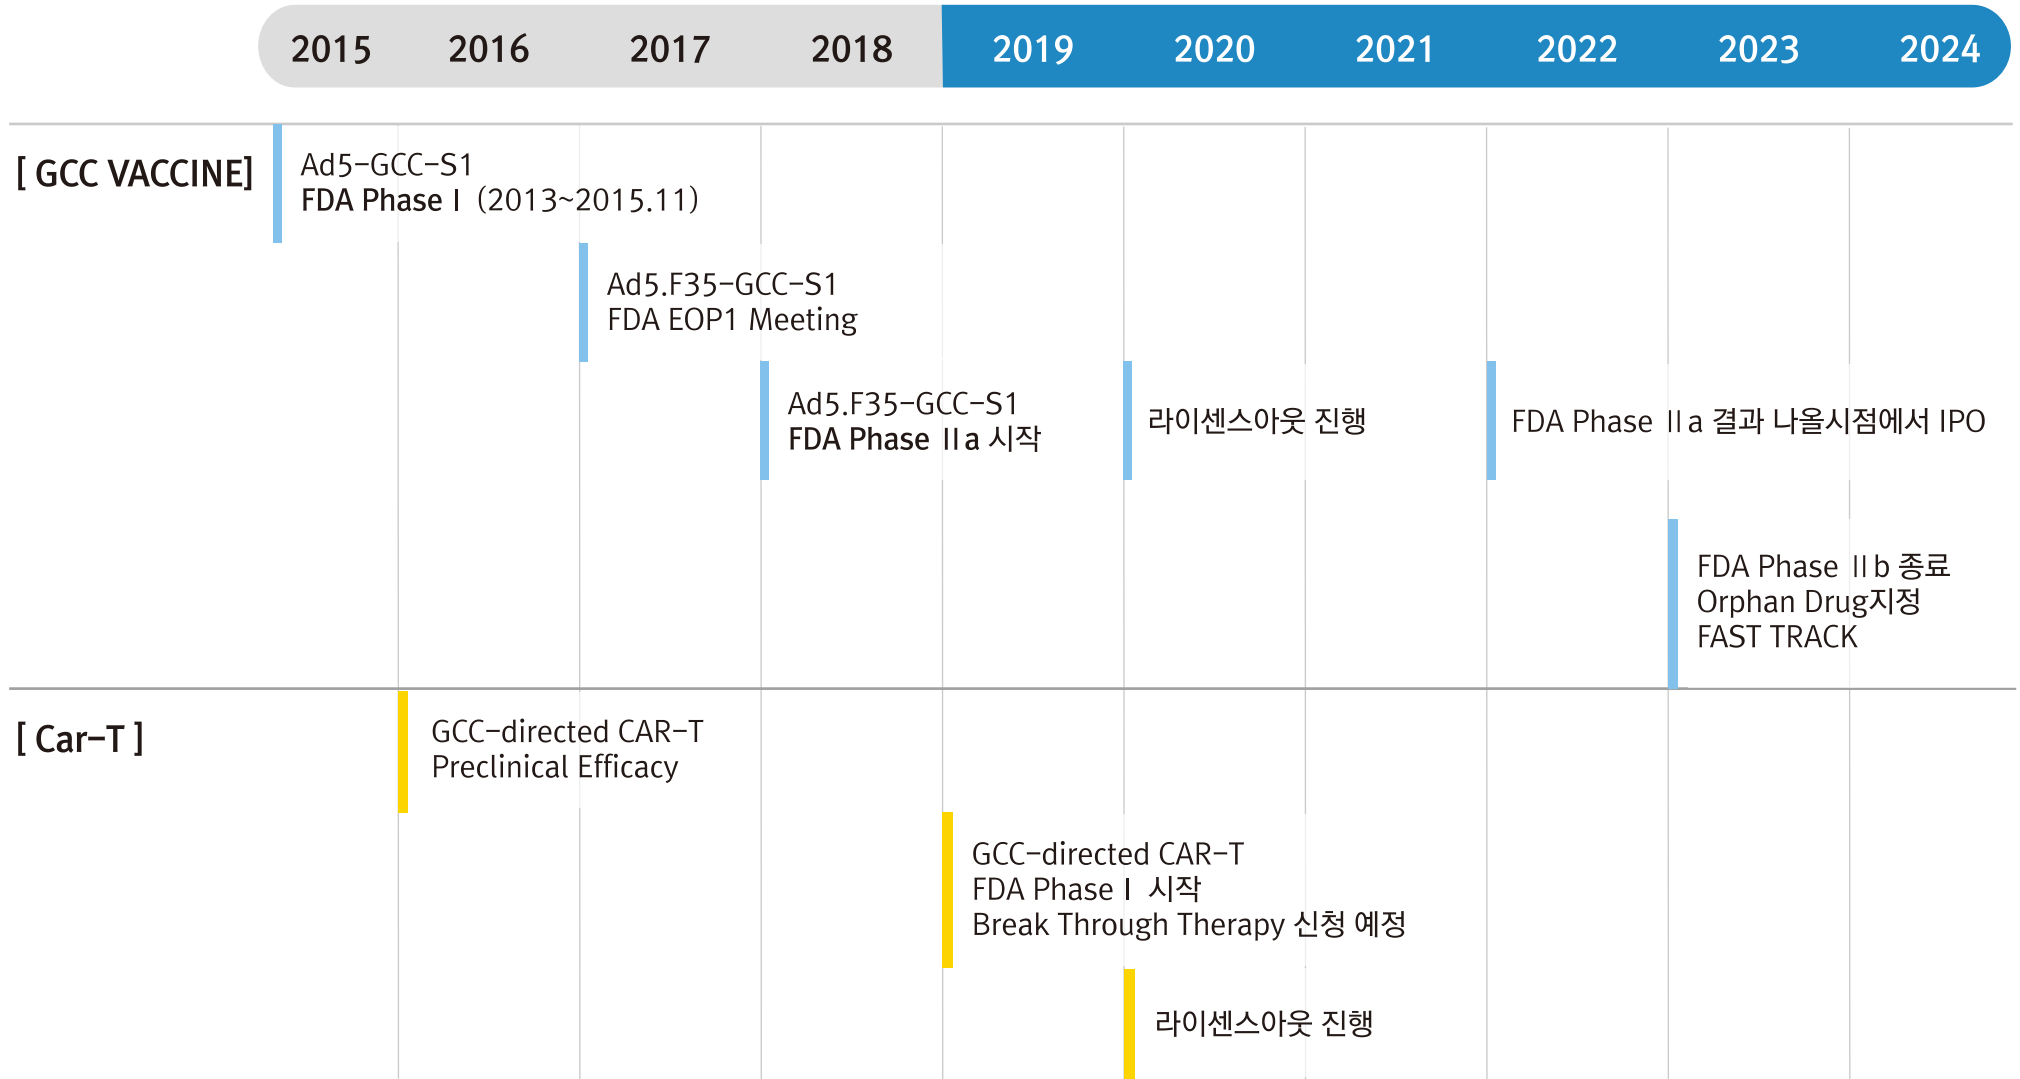 2015 2016 2017 2018 2019 2020 2021 2022 2023 2024
[ GCC VACCINE]
Ad5-GCC-S1
FDA Phase Ⅰ (2013~2015.11)
Ad5.F35-GCC-S1
FDA EOP1 Meeting
Ad5.F35-GCC-S1
FDA Phase Ⅱa 시작
라이센스아웃 진행
FDA Phase Ⅱa 결과 나올시점에서 IPO
FDA Phase Ⅱb 종료
Orphan Drug지정
FAST TRACK
[ Car-T ]
GCC-directed CAR-T
Preclinical Efficacy
GCC-directed CAR-T
FDA Phase Ⅰ 시작
Break Through Therapy 신청 예정
라이센스아웃 진행